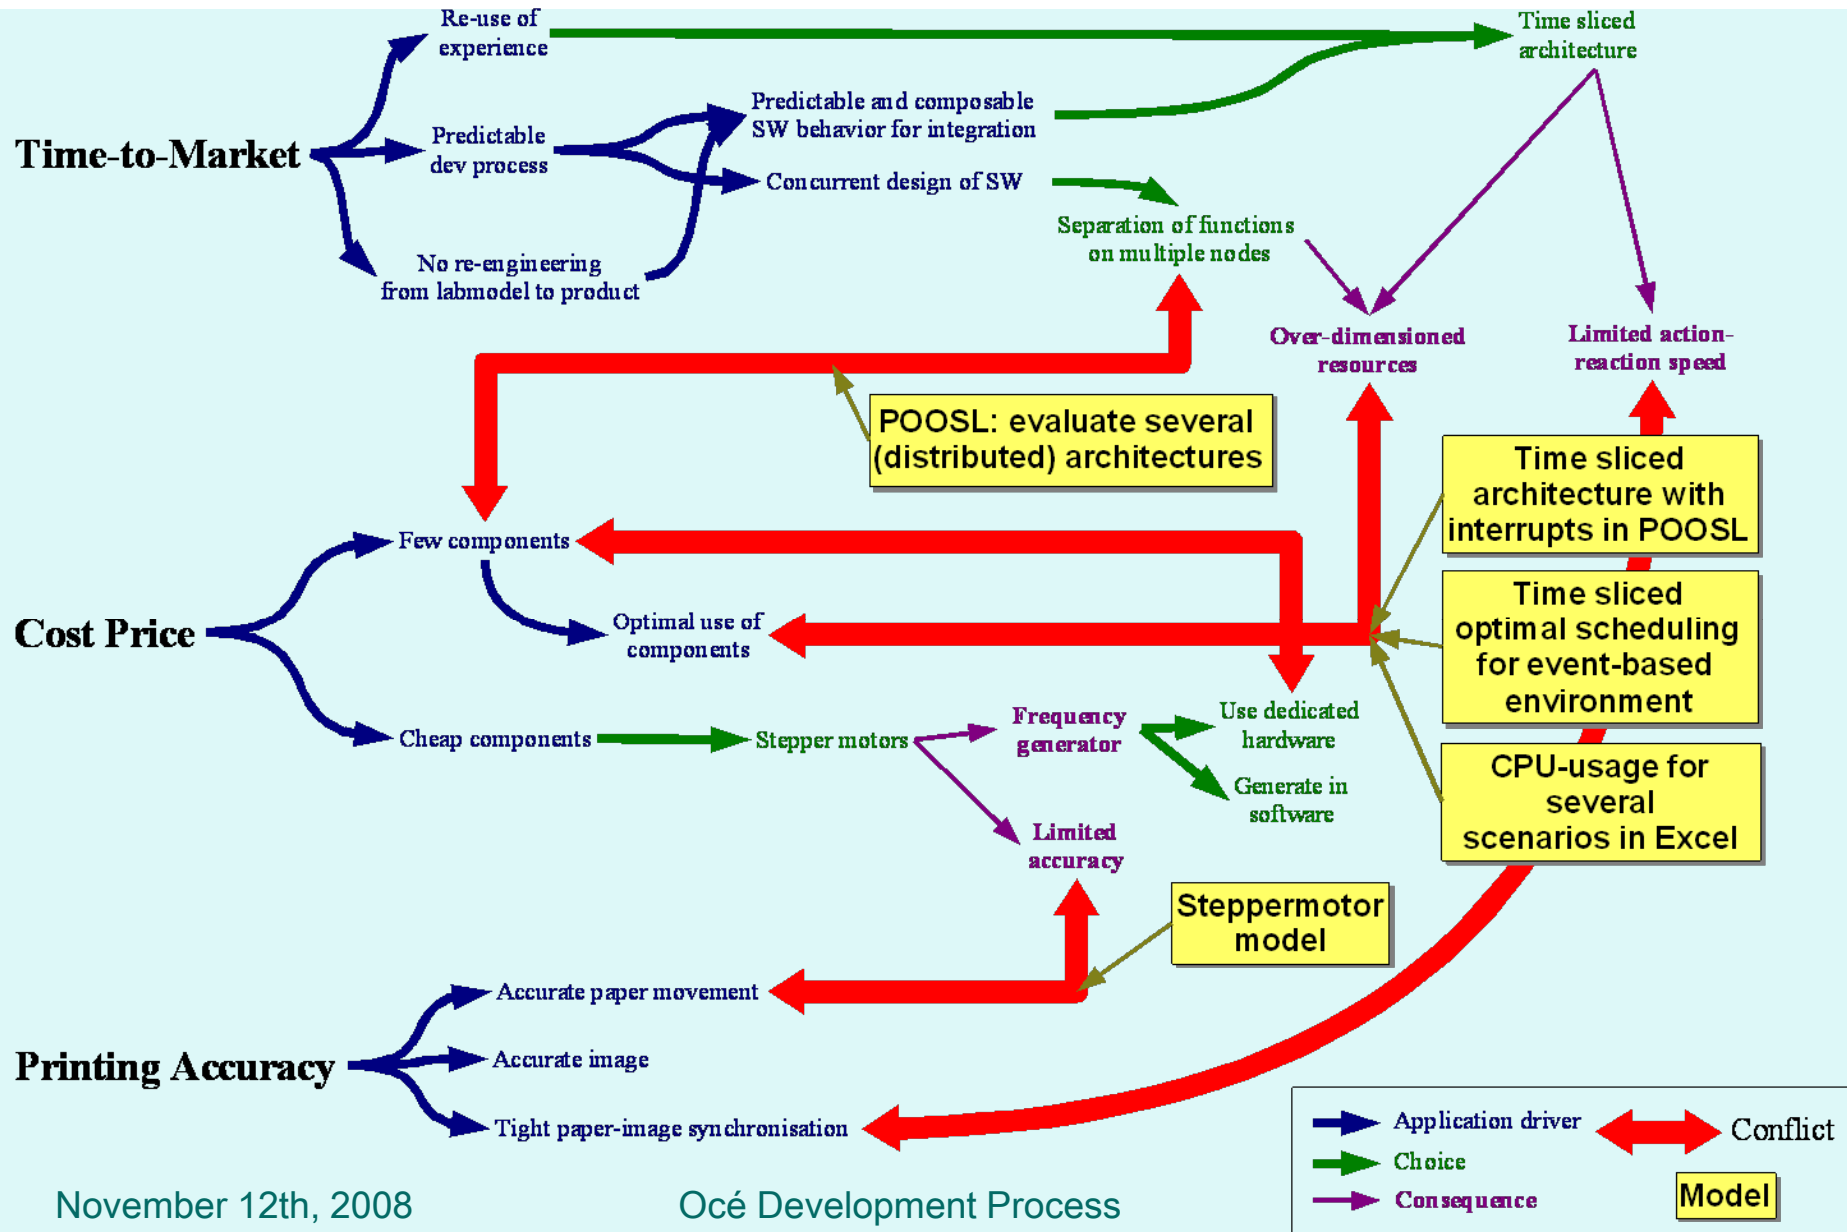 Re-use of
experience
Time sliced
architecture
Predictable and composable
SW behavior for integration
Time-to-Market
Predictable
dev process
Concurrent design of SW
Separation of functions
on multiple nodes
No re-engineering
from labmodel to product
Over-dimensioned
resources
Limited action-
reaction speed
POOSL: evaluate several
(distributed) architectures
Time sliced
architecture with
interrupts in POOSL
Few components
Time sliced
optimal scheduling
for event-based
environment
Cost Price
Optimal use of
components
Cheap components
Stepper motors
Frequency
generator
Use dedicated
hardware
Generate in
software
CPU-usage for
several
scenarios in Excel
Limited
accuracy
Steppermotor
model
Accurate paper movement
Printing Accuracy
Accurate image
Tight paper-image synchronisation
Application driver
Conflict
Choice
Consequence
Model
November 12th, 2008
Océ Development Process